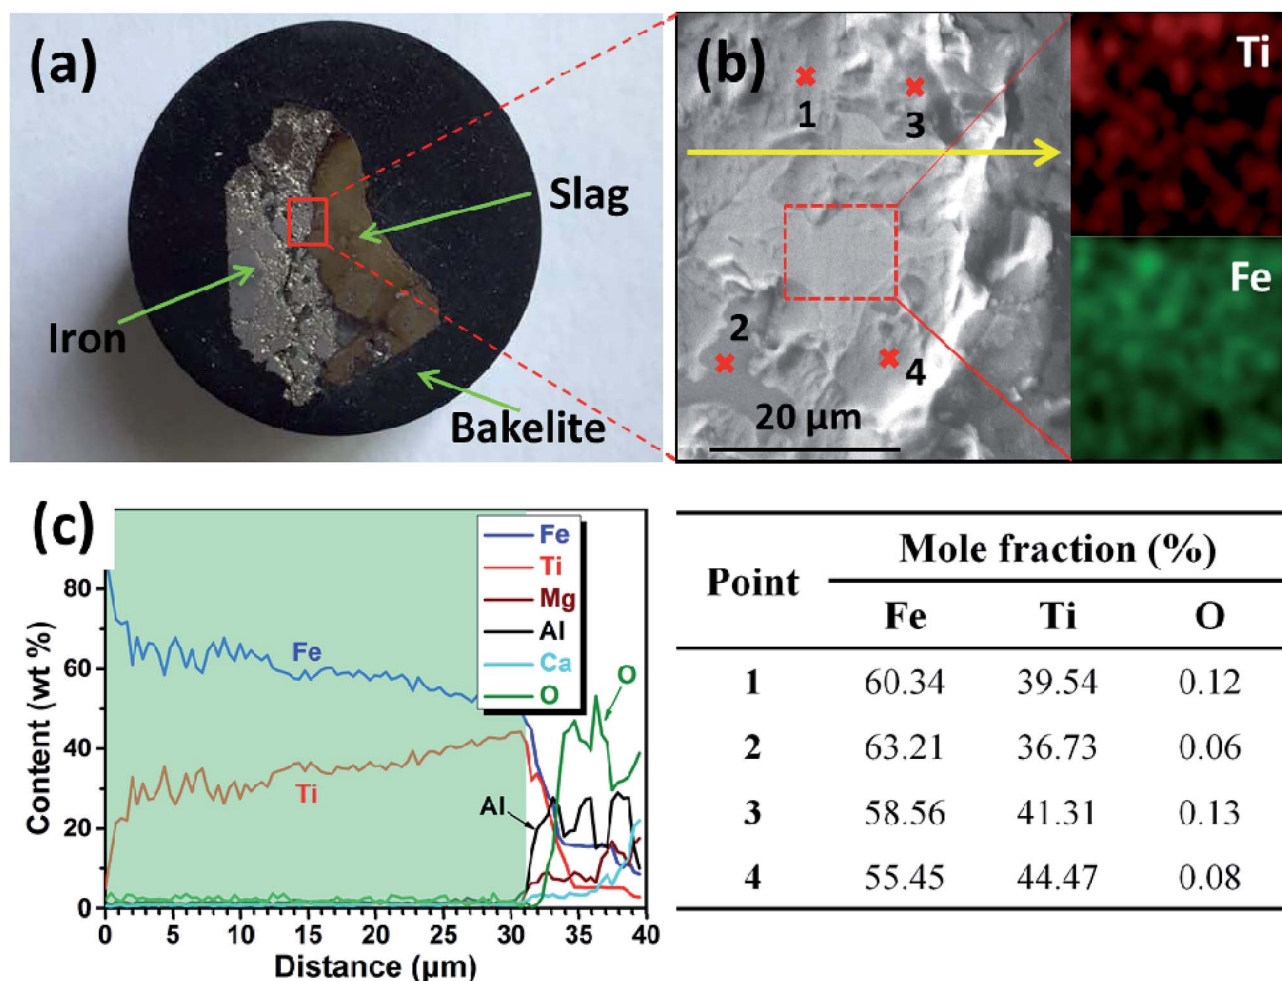 (a)
Slag
Iron
Bakelite
(b)
1
3
2
4
20 µm
Ti
Fe
(c)
Fe
Ti
Mg
Al
Ca
O
Fe
Ti
Al
O
80
60
40
20
0
0 5 10 15 20 25 30 35 40
Content (wt %)
Distance (µm)
Point Mole fraction (%)
Fe Ti O
1 60.34 39.54 0.12
2 63.21 36.73 0.06
3 58.56 41.31 0.13
4 55.45 44.47 0.08